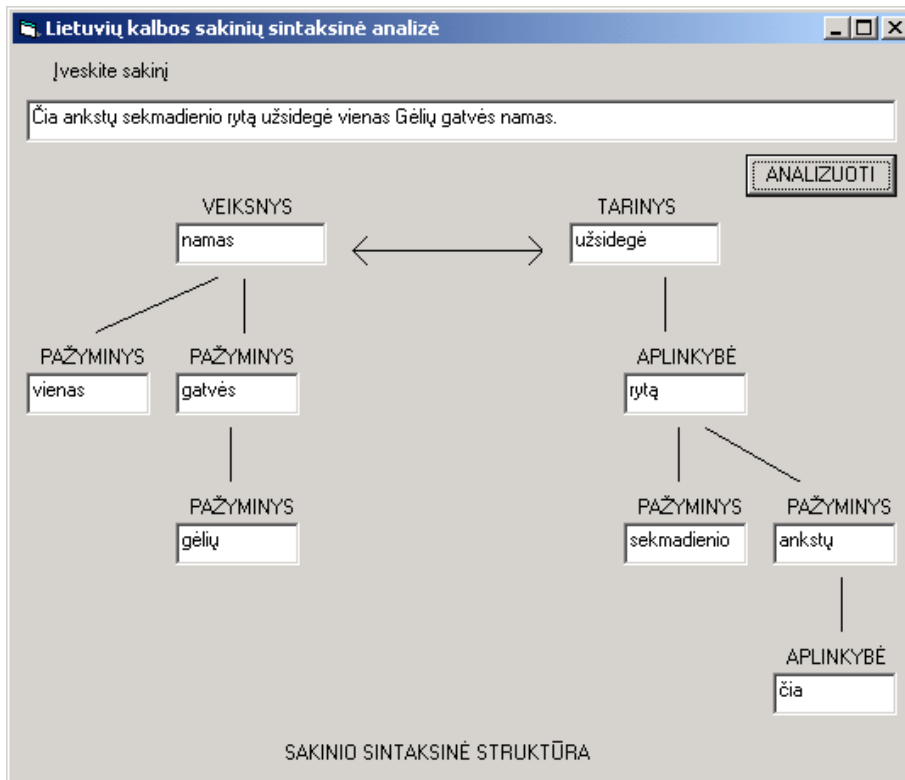 Lietuvių kalbos sakinių sintaksinė analizė
Įveskite sakinį
Čia ankstų sekmadienio rytą užsidegė vienas Gėlių gatvės namas.
ANALIZUOTI
VEIKSNYS TARINYS
namas užsidegė
PAŽYMINYS PAŽYMINYS APLINKYBĖ
vienas gatvės rytą
PAŽYMINYS PAŽYMINYS PAŽYMINYS
gėlių sekmadienio ankstų
APLINKYBĖ
čia
SAKINIO SINTAKSINĖ STRUKTŪRA